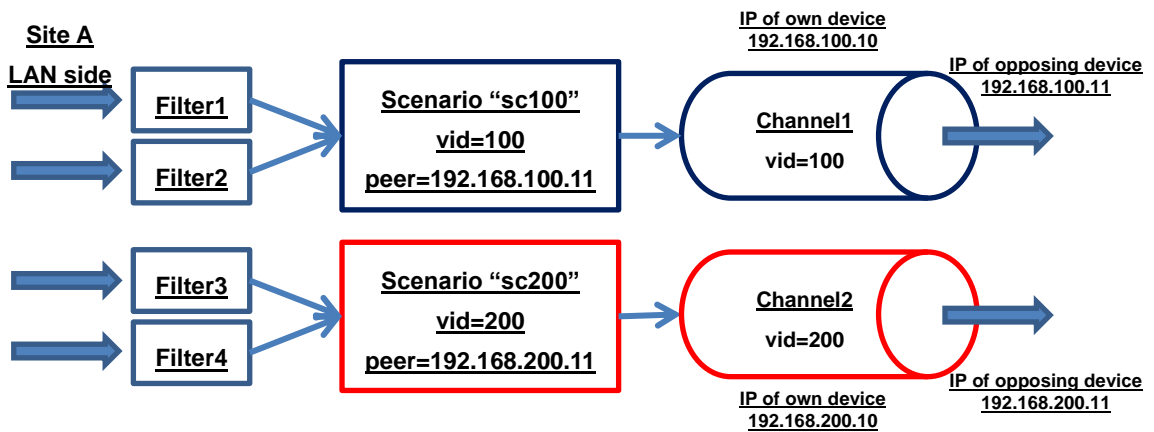 Site A
LAN side
Filter1
Filter2
Scenario “sc100”
vid=100
peer=192.168.100.11
IP of own device
192.168.100.10
Channel1
vid=100
IP of opposing device
192.168.100.11
Filter3
Filter4
Scenario “sc200”
vid=200
peer=192.168.200.11
Channel2
vid=200
IP of own device
192.168.200.10
IP of opposing device
192.168.200.11